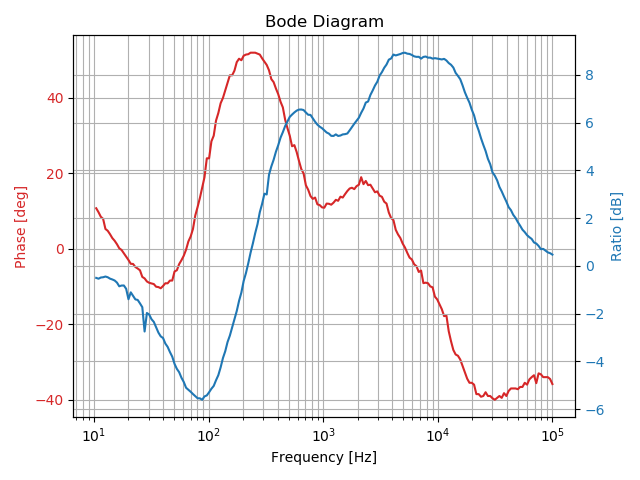 Bode Diagram
Phase [deg]
40
20
0
−20
−40
Ratio [dB]
8
6
4
2
0
−2
−4
−6
10¹ 10² 10³ 10⁴ 10⁵
Frequency [Hz]